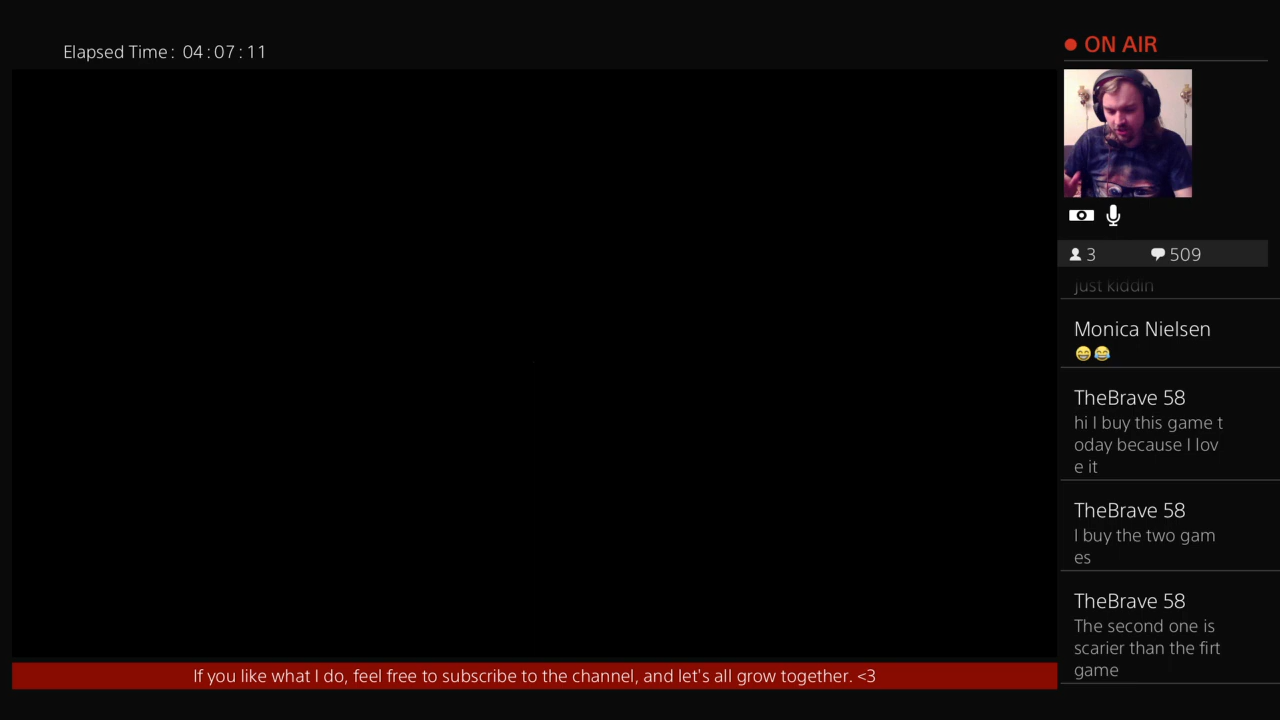 Elapsed Time: 04:07:11
ON AIR
3
509
just kiddin
Monica Nielsen
😄😂
TheBrave 58
hi I buy this game t
oday because I lov
e it
TheBrave 58
I buy the two gam
es
TheBrave 58
The second one is
scarier than the firt
game
If you like what I do, feel free to subscribe to the channel, and let's all grow together. <3